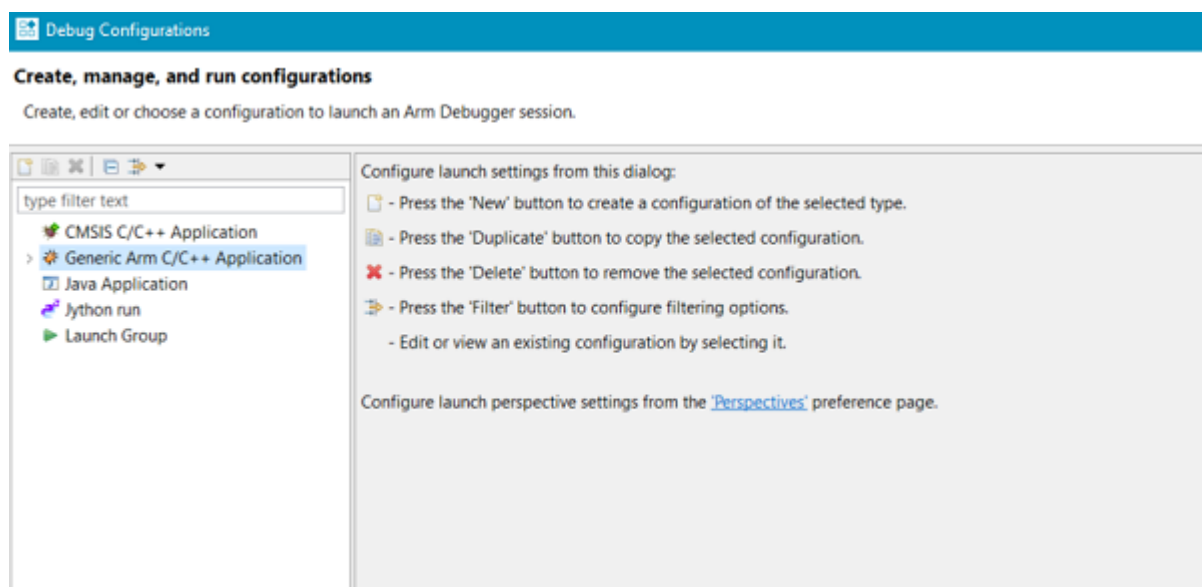 Debug Configurations
Create, manage, and run configurations
Create, edit or choose a configuration to launch an Arm Debugger session.
type filter text
CMSIS C/C++ Application
Generic Arm C/C++ Application
Java Application
Jython run
Launch Group
Configure launch settings from this dialog:
- Press the 'New' button to create a configuration of the selected type.
- Press the 'Duplicate' button to copy the selected configuration.
- Press the 'Delete' button to remove the selected configuration.
- Press the 'Filter' button to configure filtering options.
- Edit or view an existing configuration by selecting it.
Configure launch perspective settings from the 'Perspectives' preference page.